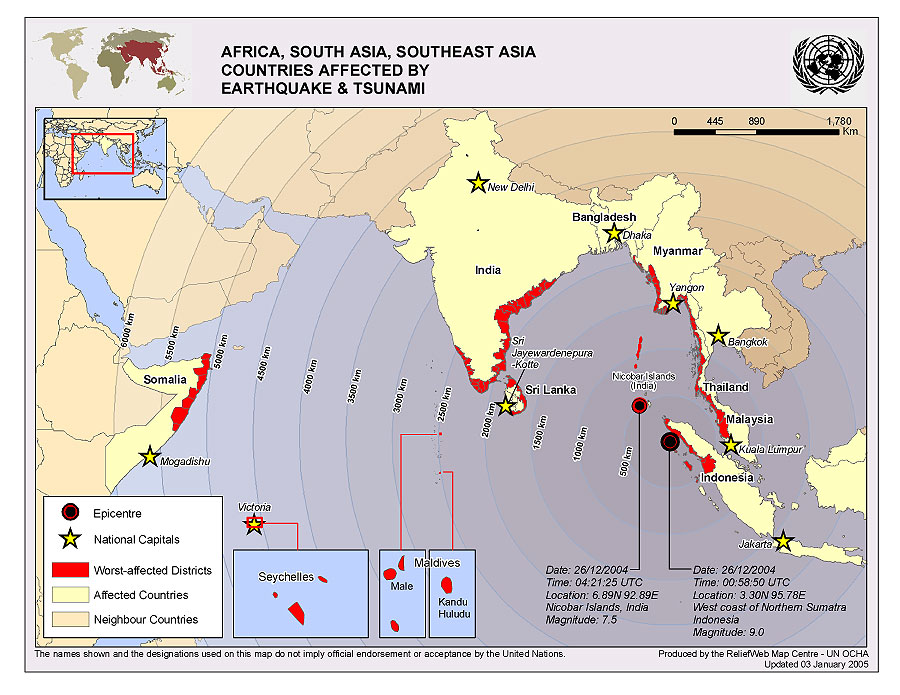 AFRICA, SOUTH ASIA, SOUTHEAST ASIA
COUNTRIES AFFECTED BY
EARTHQUAKE & TSUNAMI
0 445 890 1,780
Km
New Delhi
Bangladesh
Dhaka
Myanmar
India
Yangon
Bangkok
6000 km
5500 km
5000 km
4500 km
4000 km
3500 km
3000 km
2500 km
2000 km
1500 km
1000 km
500 km
Sri
Jayewardenepura
-Kotte
Sri Lanka
Nicobar Islands
(India)
Thailand
Malaysia
Kuala Lumpur
Indonesia
Jakarta
Somalia
Mogadishu
Victoria
Epicentre
National Capitals
Worst-affected Districts
Affected Countries
Neighbour Countries
Seychelles
Maldives
Male
Kandu
Huludu
Date: 26/12/2004
Time: 04:21:25 UTC
Location: 6.89N 92.89E
Nicobar Islands, India
Magnitude: 7.5
Date: 26/12/2004
Time: 00:58:50 UTC
Location: 3.30N 95.78E
West coast of Northern Sumatra
Indonesia
Magnitude: 9.0
The names shown and the designations used on this map do not imply official endorsement or acceptance by the United Nations.
Produced by the ReliefWeb Map Centre - UN OCHA
Updated 03 January 2005